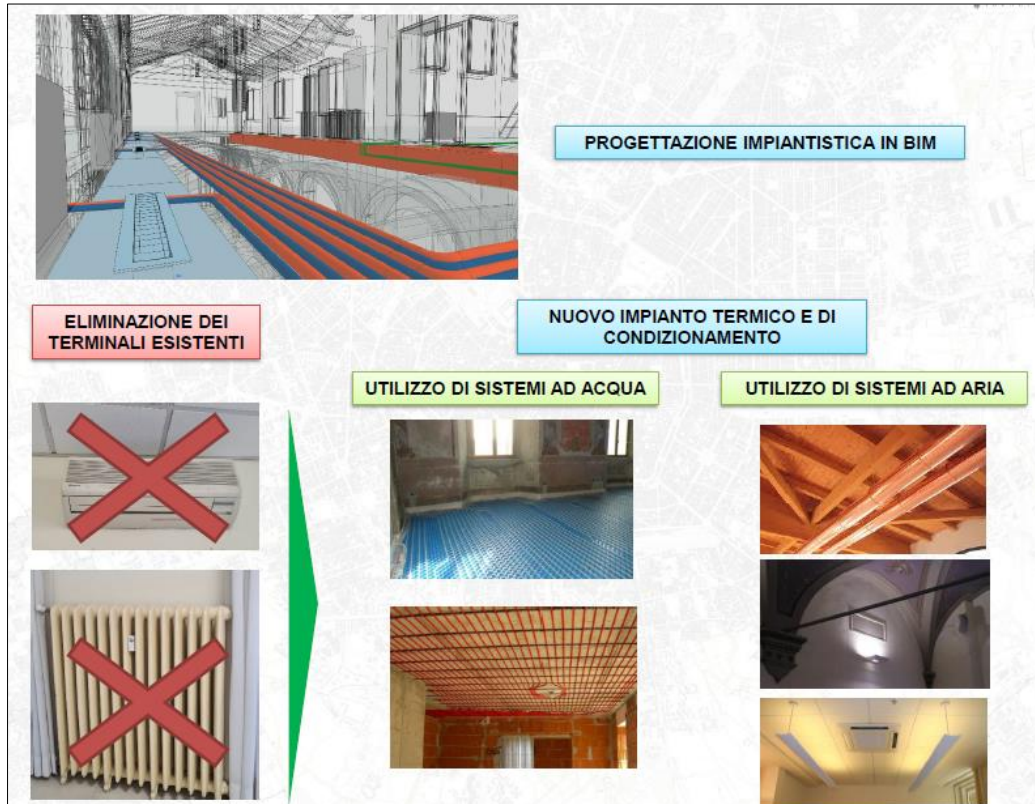 PROGETTAZIONE IMPIANTISTICA IN BIM
ELIMINAZIONE DEI
TERMINALI ESISTENTI
NUOVO IMPIANTO TERMICO E DI
CONDIZIONAMENTO
UTILIZZO DI SISTEMI AD ACQUA
UTILIZZO DI SISTEMI AD ARIA